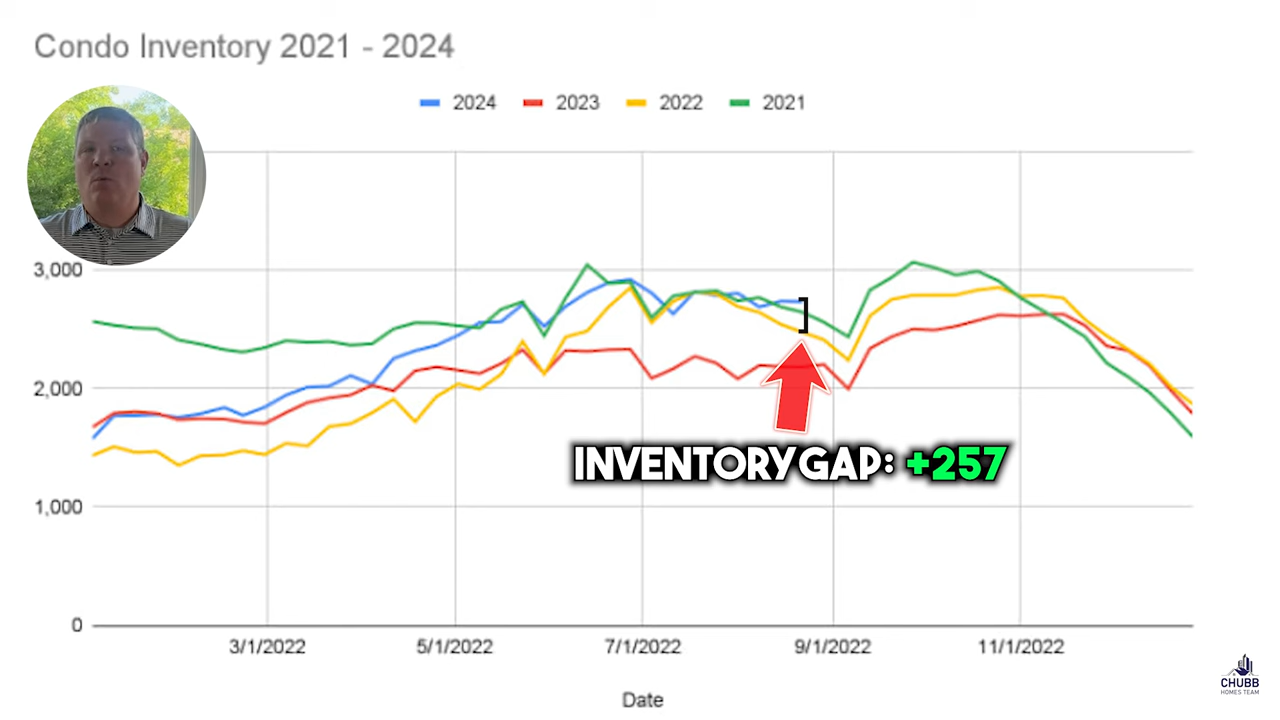 Condo Inventory 2021 - 2024
2024 2023 2022 2021
3,000
2,000
INVENTORY GAP: +257
1,000
0
3/1/2022 5/1/2022 7/1/2022 9/1/2022 11/1/2022
Date
CHUBB
HOMES TEAM